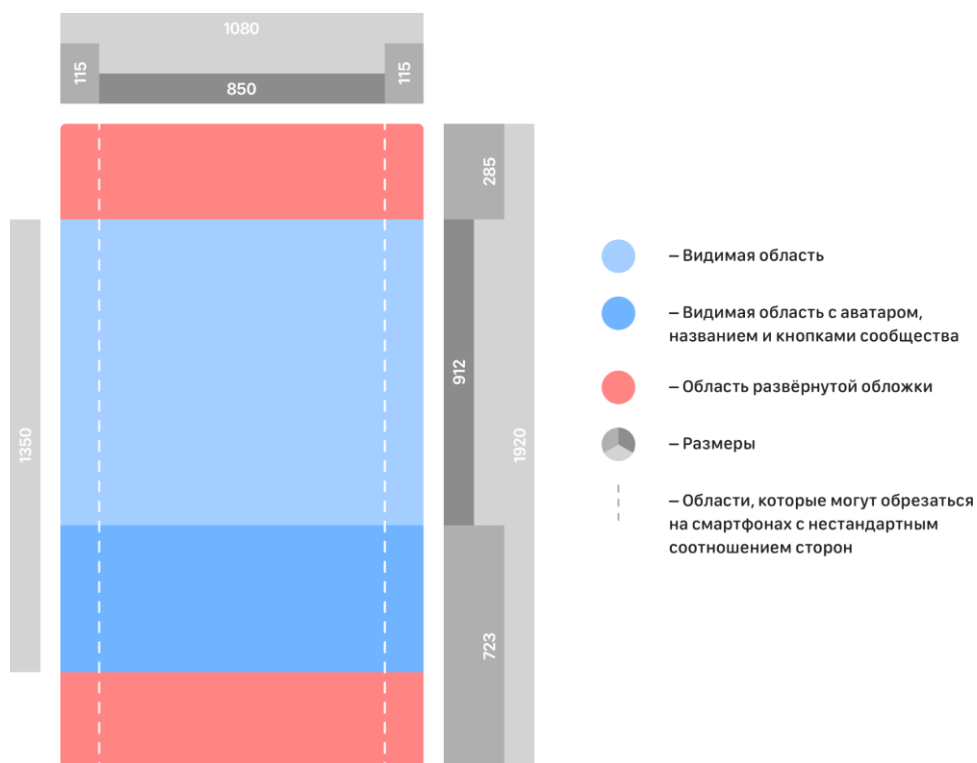 1080
115
115
850
285
– Видимая область
– Видимая область с аватаром,
названием и кнопками сообщества
912
– Область развёрнутой обложки
1350
1920
– Размеры
– Области, которые могут обрезаться
на смартфонах с нестандартным
соотношением сторон
723